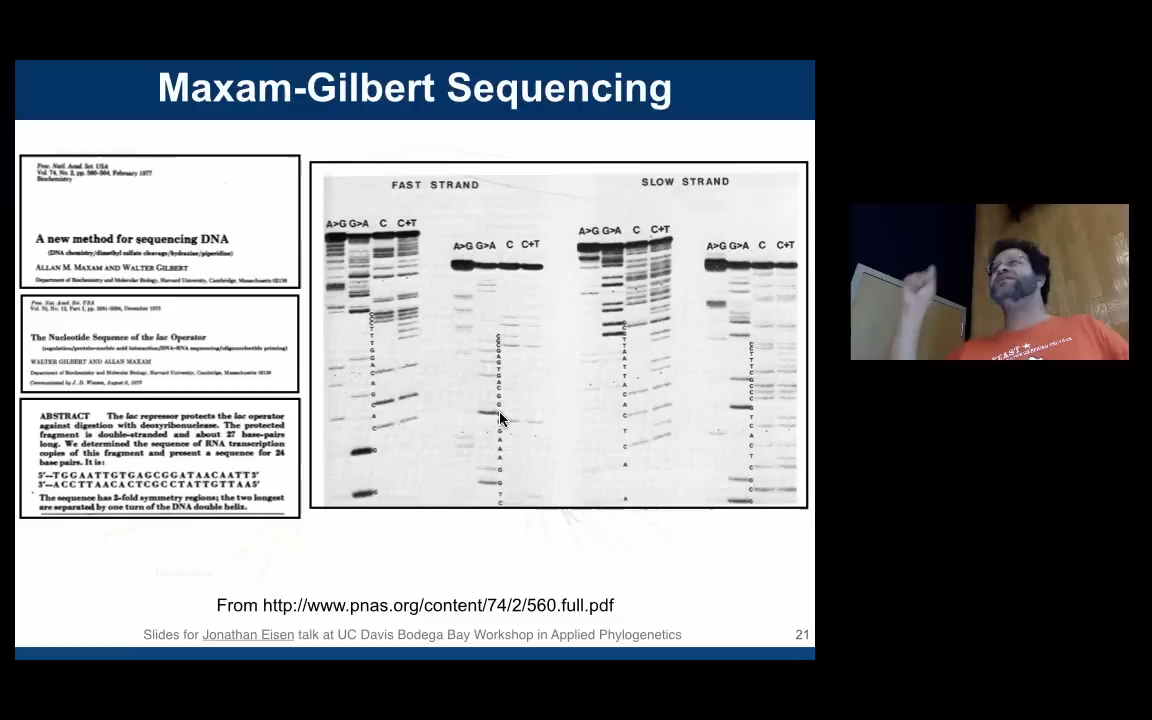 Maxam-Gilbert Sequencing
Proc. Natl. Acad. Sci. USA
Vol. 74, No. 2, pp. 560-564, February 1977
Biochemistry
A new method for sequencing DNA
(DNA chemistry/dimethyl sulfate cleavage/hydrazine/piperidine)
ALLAN M. MAXAM AND WALTER GILBERT
Department of Biochemistry and Molecular Biology, Harvard University, Cambridge, Massachusetts 02138
Proc. Nat. Acad. Sci. USA
Vol. 70, No. 12, Part I, pp. 3581-3584, December 1973
The Nucleotide Sequence of the lac Operator
(regulation/protein-nucleic acid interaction/DNA-RNA sequencing/oligonucleotide priming)
WALTER GILBERT AND ALLAN MAXAM
Department of Biochemistry and Molecular Biology, Harvard University, Cambridge, Massachusetts 02138
Communicated by J. D. Watson, August 9, 1973
ABSTRACT The lac repressor protects the lac operator
against digestion with deoxyribonuclease. The protected
fragment is double-stranded and about 27 base-pairs
long. We determined the sequence of RNA transcription
copies of this fragment and present a sequence for 24
base pairs. It is:
5'—TGGAATTGTGAGCGGATAACAATT3'
3'—ACCTTAACACTCGCCTATTGTTAA5'
The sequence has 2-fold symmetry regions; the two longest
are separated by one turn of the DNA double helix.
FAST STRAND
SLOW STRAND
A>G G>A C C+T
A>G G>A C C+T
A>G G>A C C+T
A>G G>A C C+T
From http://www.pnas.org/content/74/2/560.full.pdf
Slides for Jonathan Eisen talk at UC Davis Bodega Bay Workshop in Applied Phylogenetics
21